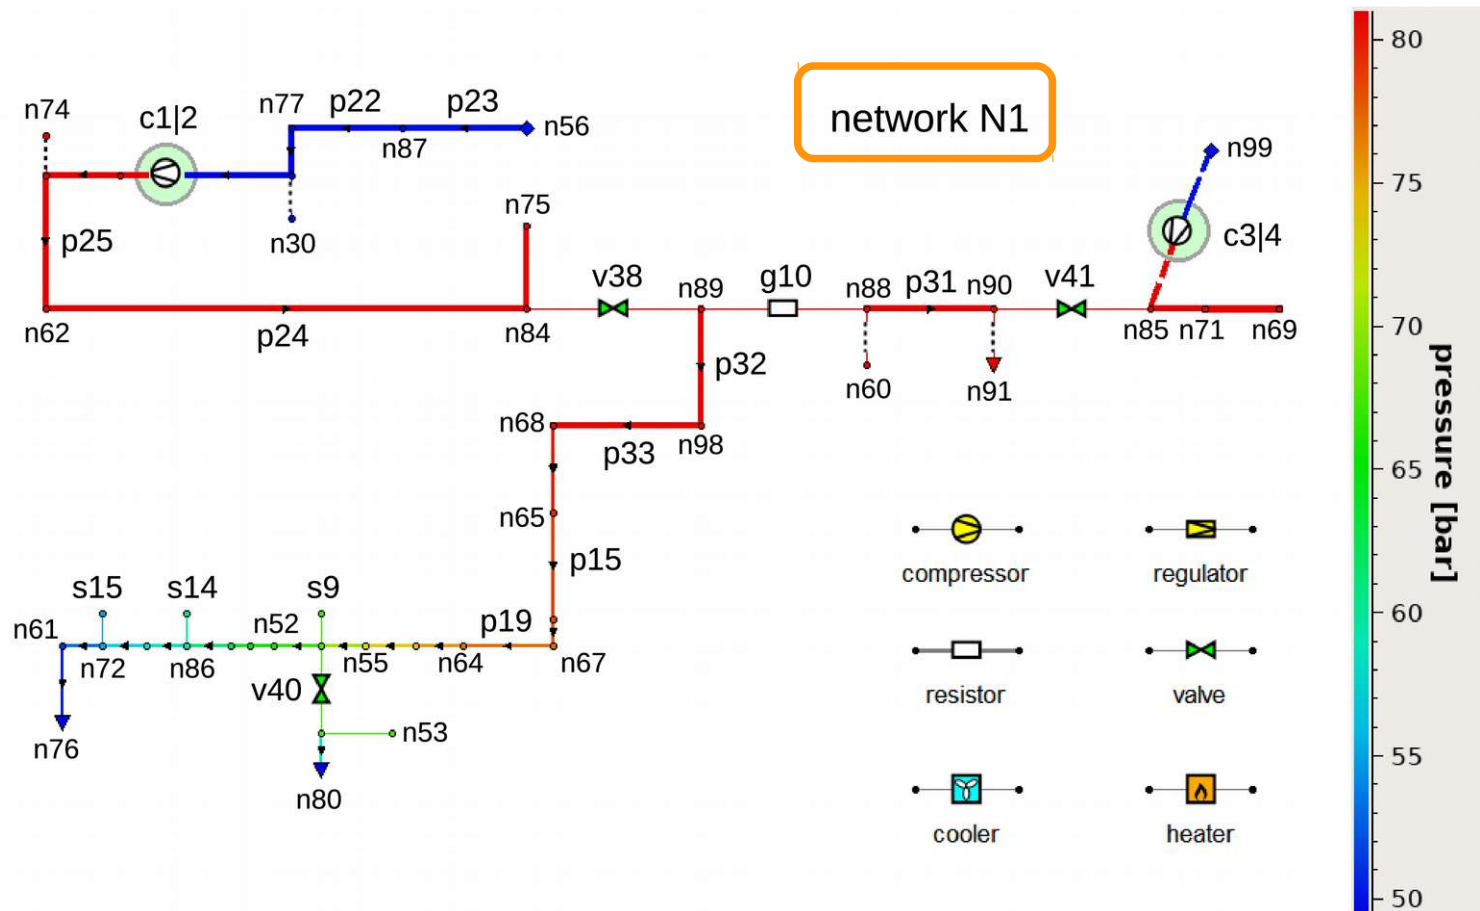 80
n74
c1|2
n77
p22
p23
n56
n87
network N1
n99
75
n75
p25
n30
c3|4
v38
n89
g10
n88
p31
n90
v41
n62
p24
n84
n85
n71
n69
70
p32
n60
n91
n68
p33
n98
pressure [bar]
65
n65
p15
compressor
regulator
s15
s14
s9
60
n61
n52
p19
n72
n86
n55
n64
n67
v40
resistor
valve
n53
n76
55
n80
cooler
heater
50